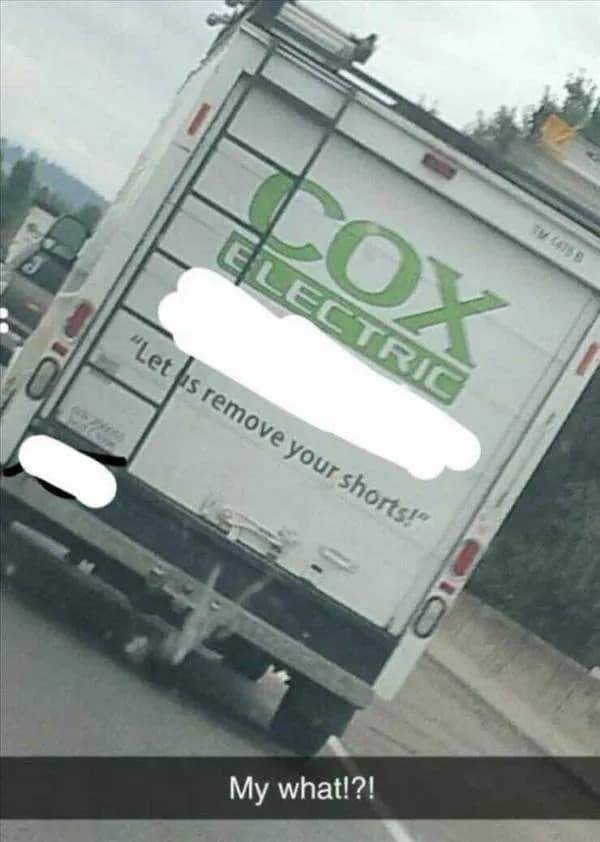 COX
ELECTRIC
"Let us remove your shorts!"
My what!?!